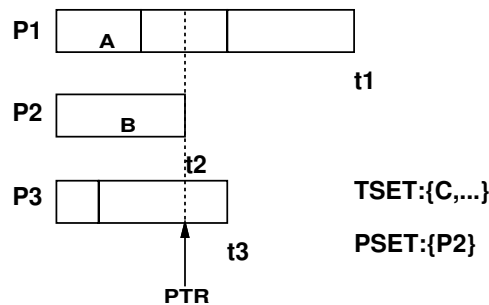 P1 A
t1
P2 B
t2
P3 TSET:{C,...}
t3 PSET:{P2}
PTR